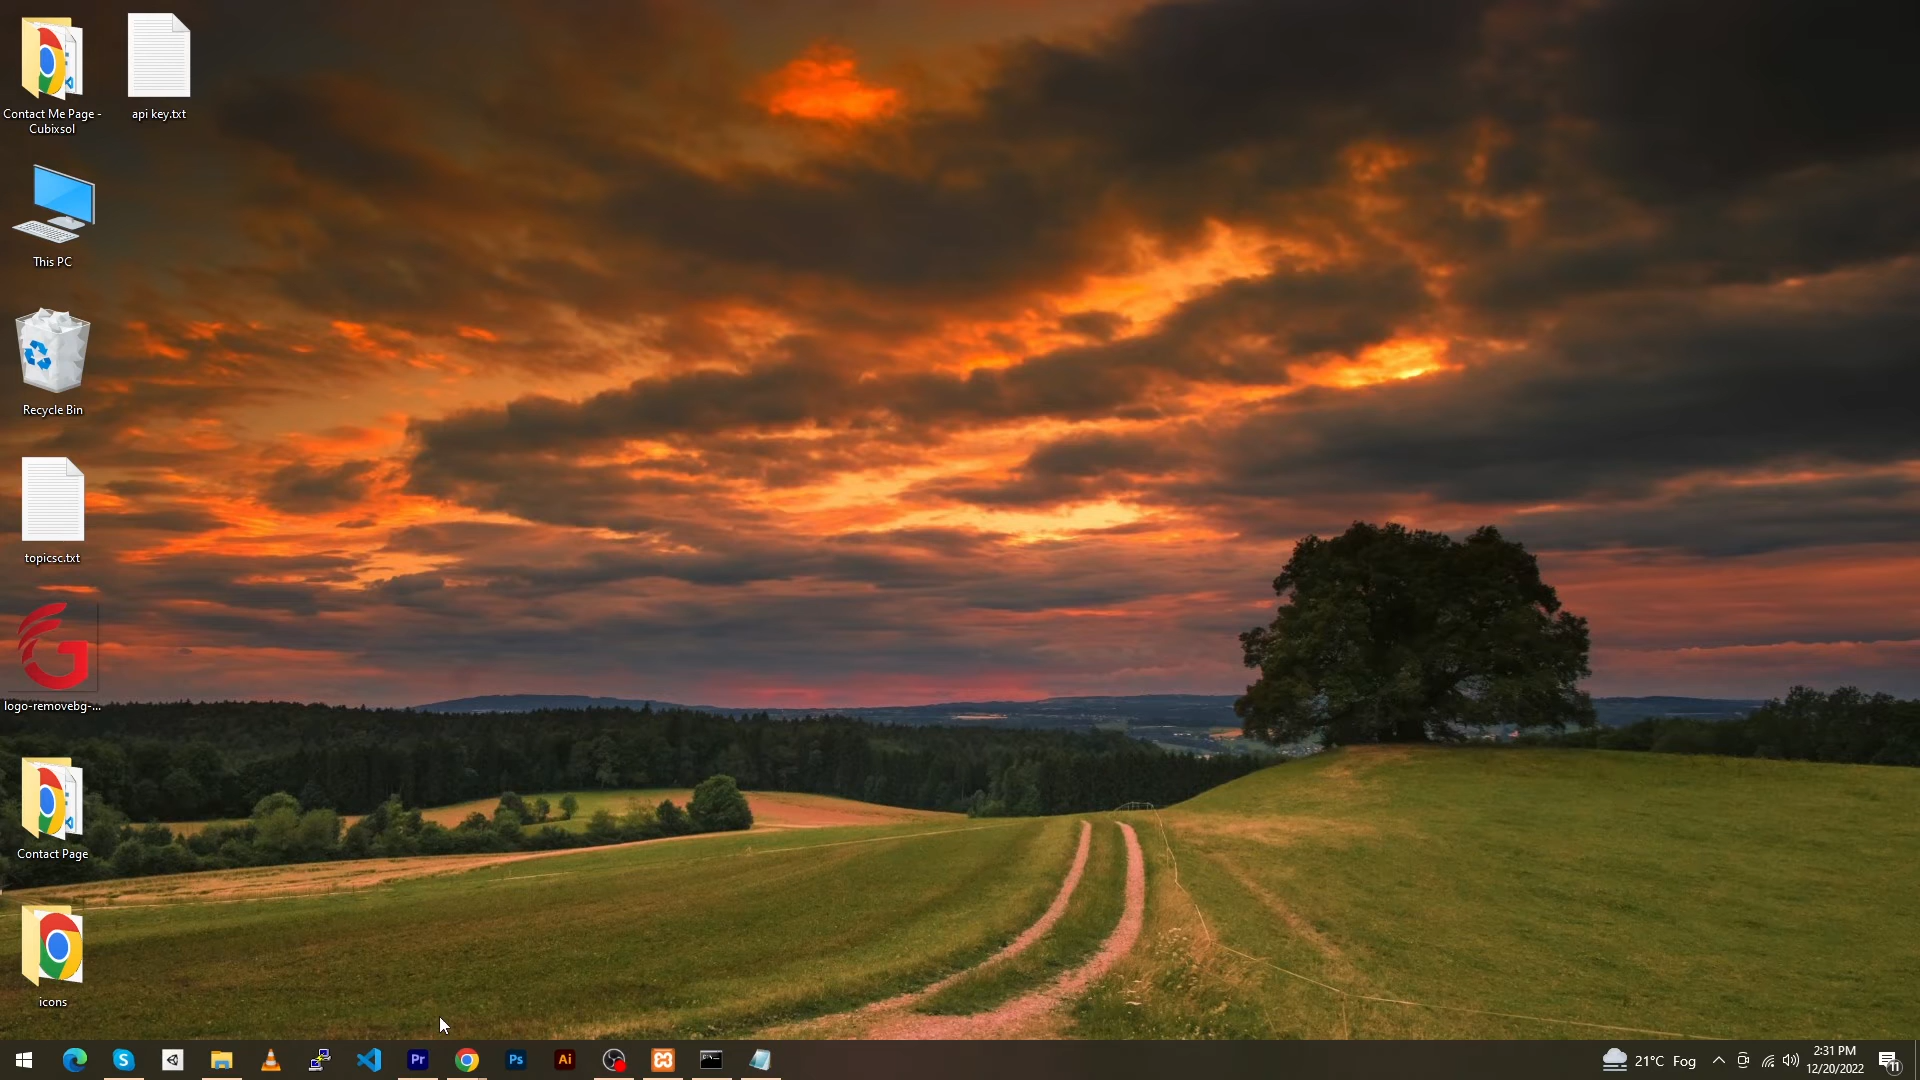 Contact Me Page -
Cubixsol
api key.txt
This PC
Recycle Bin
topicsc.txt
logo-removebg-...
Contact Page
icons
S
Pr
Ps
Ai
21°C Fog
2:31 PM
12/20/2022
11